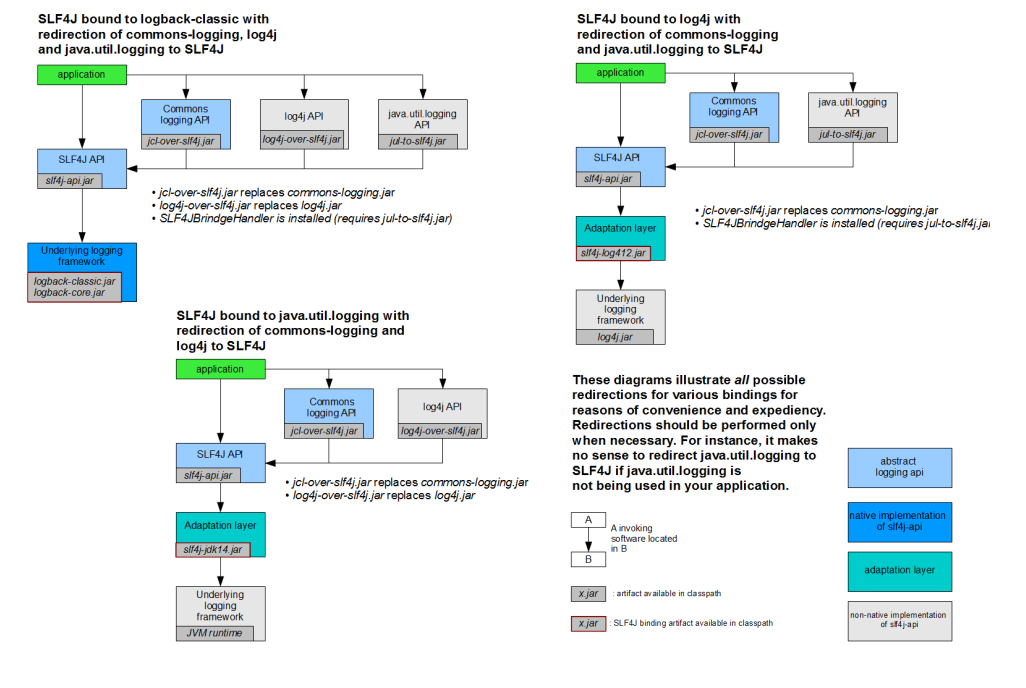 SLF4J bound to logback-classic with
redirection of commons-logging, log4j
and java.util.logging to SLF4J
application
Commons
logging API
jcl-over-slf4j.jar
log4j API
log4j-over-slf4j.jar
java.util.logging
API
jul-to-slf4j.jar
SLF4J API
slf4j-api.jar
• jcl-over-slf4j.jar replaces commons-logging.jar
• log4j-over-slf4j.jar replaces log4j.jar
• SLF4JBrindgeHandler is installed (requires jul-to-slf4j.jar)
Underlying logging
framework
logback-classic.jar
logback-core.jar
SLF4J bound to log4j with
redirection of commons-logging
and java.util.logging to SLF4J
application
Commons
logging API
jcl-over-slf4j.jar
java.util.logging
API
jul-to-slf4j.jar
SLF4J API
slf4j-api.jar
• jcl-over-slf4j.jar replaces commons-logging.jar
• SLF4JBrindgeHandler is installed (requires jul-to-slf4j.jar
Adaptation layer
slf4j-log412.jar
Underlying
logging
framework
log4j.jar
SLF4J bound to java.util.logging with
redirection of commons-logging and
log4j to SLF4J
application
Commons
logging API
jcl-over-slf4j.jar
log4j API
log4j-over-slf4j.jar
SLF4J API
slf4j-api.jar
• jcl-over-slf4j.jar replaces commons-logging.jar
• log4j-over-slf4j.jar replaces log4j.jar
Adaptation layer
slf4j-jdk14.jar
Underlying
logging
framework
JVM runtime
These diagrams illustrate all possible
redirections for various bindings for
reasons of convenience and expediency.
Redirections should be performed only
when necessary. For instance, it makes
no sense to redirect java.util.logging to
SLF4J if java.util.logging is
not being used in your application.
A
B
A invoking
software located
in B
x.jar : artifact available in classpath
x.jar : SLF4J binding artifact available in classpath
abstract
logging api
native implementation
of slf4j-api
adaptation layer
non-native implementation
of slf4j-api